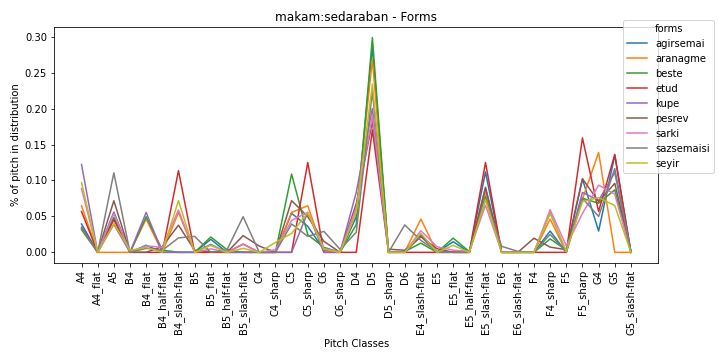 makam:sedaraban - Forms
% of pitch in distribution
0.30
0.25
0.20
0.15
0.10
0.05
0.00
forms
agirsemai
aranagme
beste
etud
kupe
pesrev
sarki
sazsemaisi
seyir
A4
A4_flat
A5
B4
B4_flat
B4_half-flat
B4_slash-flat
B5
B5_flat
B5_half-flat
B5_slash-flat
C4
C4_sharp
C5
C5_sharp
C6
C6_sharp
D4
D5
D5_sharp
D6
E4_slash-flat
E5
E5_flat
E5_half-flat
E5_slash-flat
E6
E6_slash-flat
F4
F4_sharp
F5
F5_sharp
G4
G5
G5_slash-flat
Pitch Classes